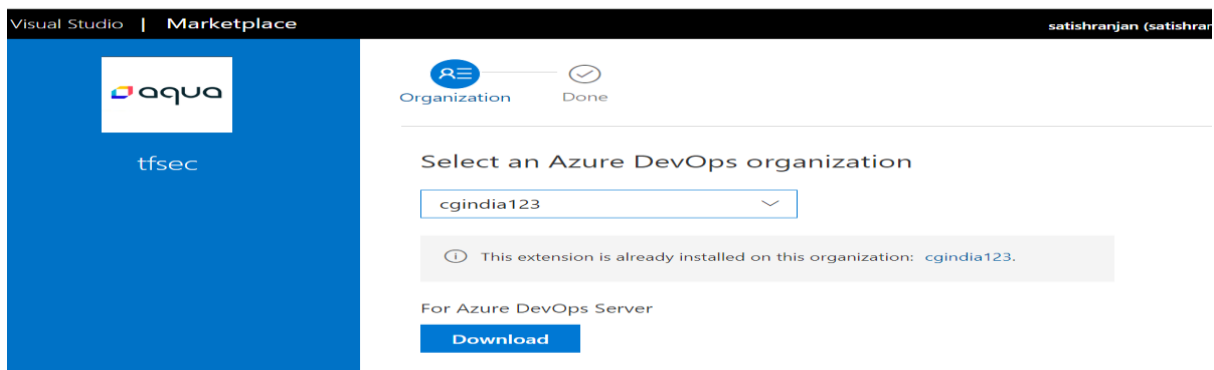 Visual Studio | Marketplace
satishranjan (satishran
aqua
tfsec
Organization
Done
Select an Azure DevOps organization
cgindia123
This extension is already installed on this organization: cgindia123.
For Azure DevOps Server
Download